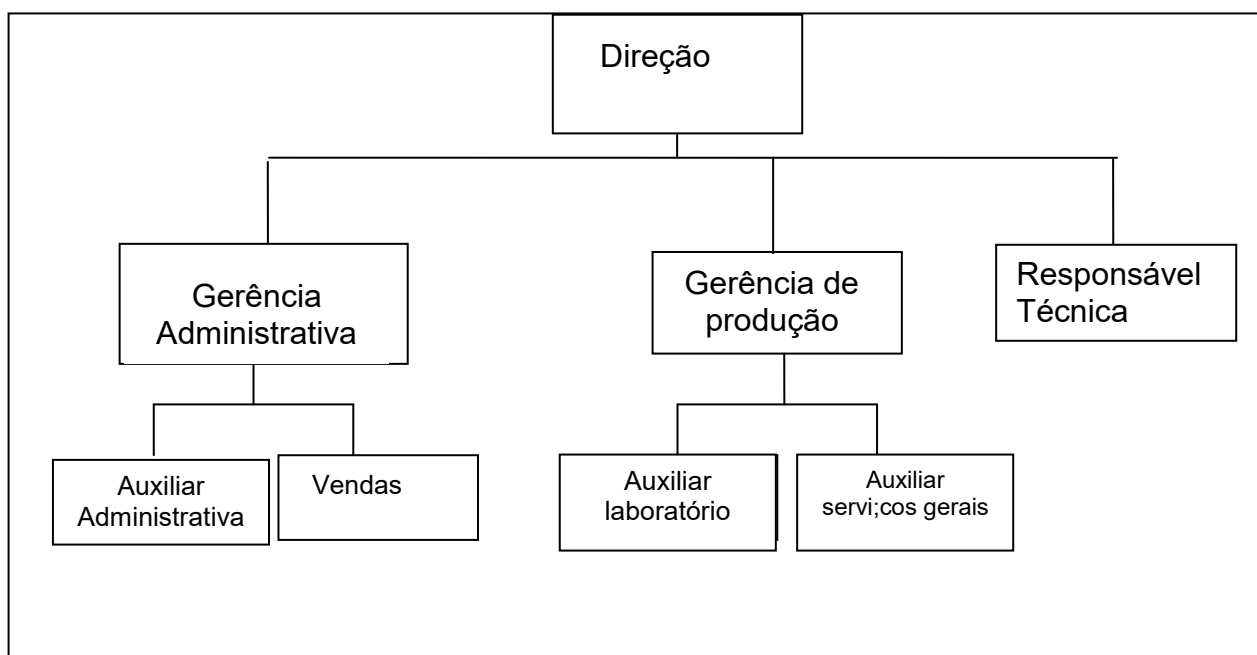 Direção
Gerência
Administrativa
Gerência de
produção
Responsável
Técnica
Auxiliar
Administrativa
Vendas
Auxiliar
laboratório
Auxiliar
servi;cos gerais